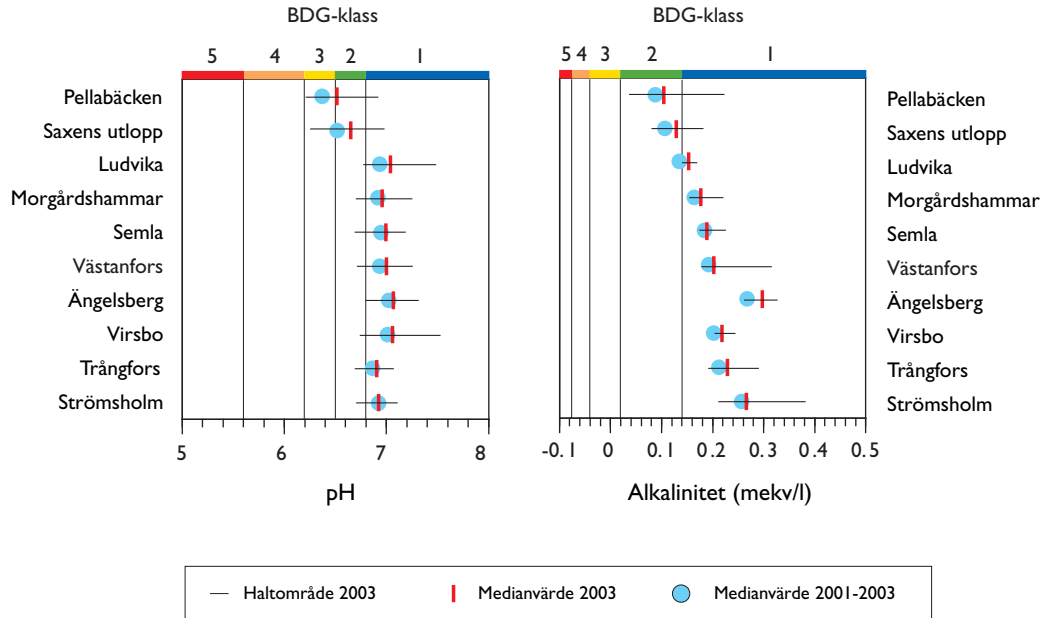 BDG-klass
5 4 3 2 1
Pellabäcken
Saxens utlopp
Ludvika
Morgårdshammar
Semla
Västanfors
Ängelsberg
Virsbo
Trångfors
Strömsholm
5 6 7 8
pH
BDG-klass
5 4 3 2 1
Pellabäcken
Saxens utlopp
Ludvika
Morgårdshammar
Semla
Västanfors
Ängelsberg
Virsbo
Trångfors
Strömsholm
-0.1 0 0.1 0.2 0.3 0.4 0.5
Alkalinitet (mekv/l)
Haltområde 2003 Medianvärde 2003 Medianvärde 2001-2003